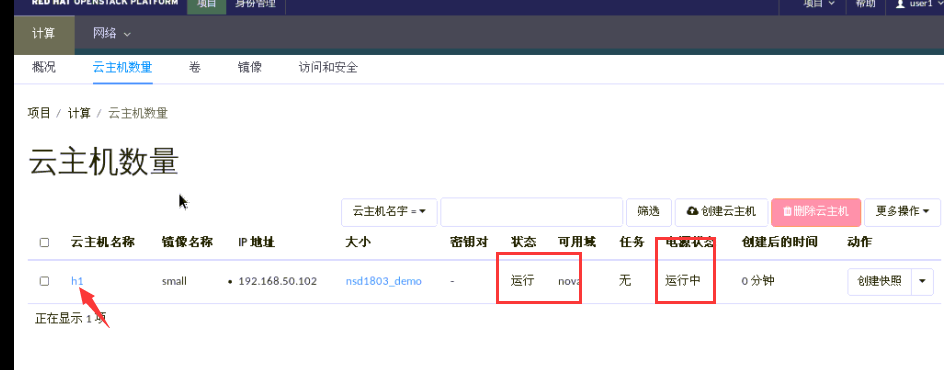 RED HAT OPENSTACK PLATFORM 项目 身份管理 项目 帮助 user1
计算 网络
概况 云主机数量 卷 镜像 访问和安全
项目 / 计算 / 云主机数量
云主机数量
云主机名字 = 筛选 创建云主机 删除云主机 更多操作
云主机名称 镜像名称 IP 地址 大小 密钥对 状态 可用域 任务 电源状态 创建后的时间 动作
h1 small • 192.168.50.102 nsd1803_demo - 运行 nova 无 运行中 0 分钟 创建快照
正在显示 1 项